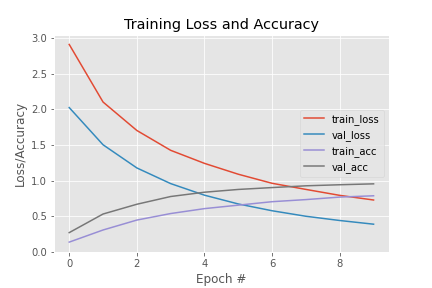 Training Loss and Accuracy
3.0
2.5
2.0
1.5
1.0
0.5
0.0
Loss/Accuracy
train_loss
val_loss
train_acc
val_acc
0 2 4 6 8
Epoch #